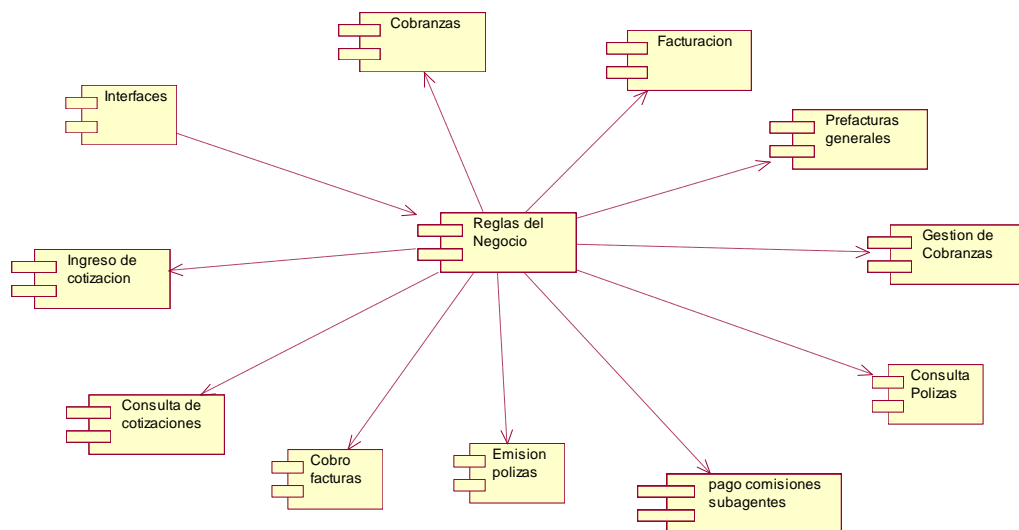 Cobranzas
Facturacion
Interfaces
Prefacturas
generales
Reglas del
Negocio
Gestion de
Cobranzas
Ingreso de
cotizacion
Consulta
Polizas
Consulta de
cotizaciones
Cobro
facturas
Emision
polizas
pago comisiones
subagentes